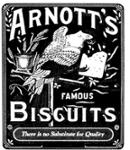 ARNOTT'S
FAMOUS
BISCUITS
There is no Substitute for Quality